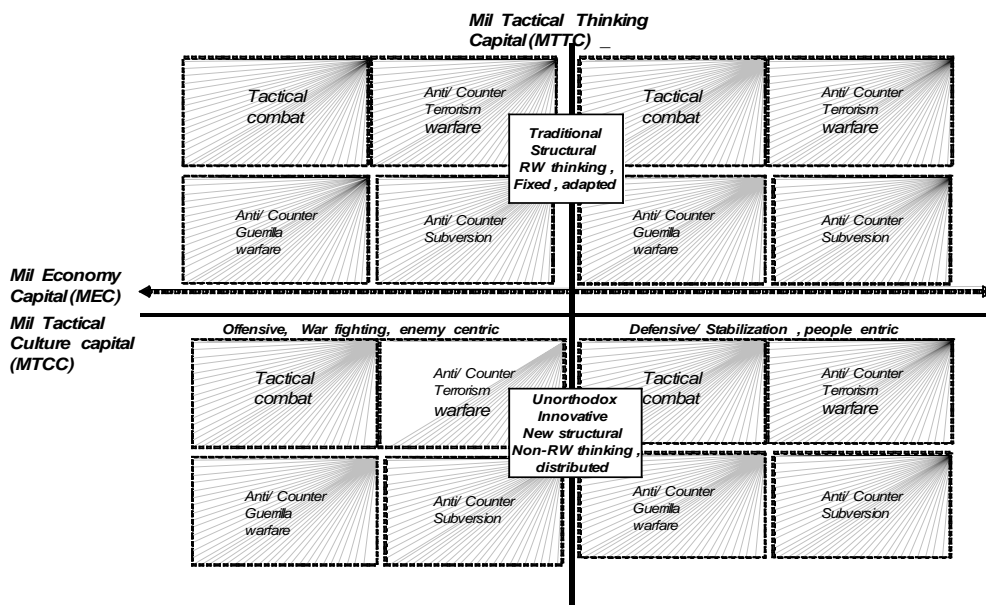 Mil Tactical Thinking
Capital (MTTC) _
Tactical
combat
Anti/ Counter
Terrorism
warfare
Tactical
combat
Anti/ Counter
Terrorism
warfare
Traditional
Structural
RW thinking ,
Fixed , adapted
Anti/ Counter
Guerrilla
warfare
Anti/ Counter
Subversion
Anti/ Counter
Guerrilla
warfare
Anti/ Counter
Subversion
Mil Economy
Capital (MEC)
Mil Tactical
Culture capital
(MTCC)
Offensive, War fighting, enemy centric
Defensive/ Stabilization , people entric
Tactical
combat
Anti/ Counter
Terrorism
warfare
Tactical
combat
Anti/ Counter
Terrorism
warfare
Unorthodox
Innovative
New structural
Non-RW thinking ,
distributed
Anti/ Counter
Guerrilla
warfare
Anti/ Counter
Subversion
Anti/ Counter
Guerrilla
warfare
Anti/ Counter
Subversion